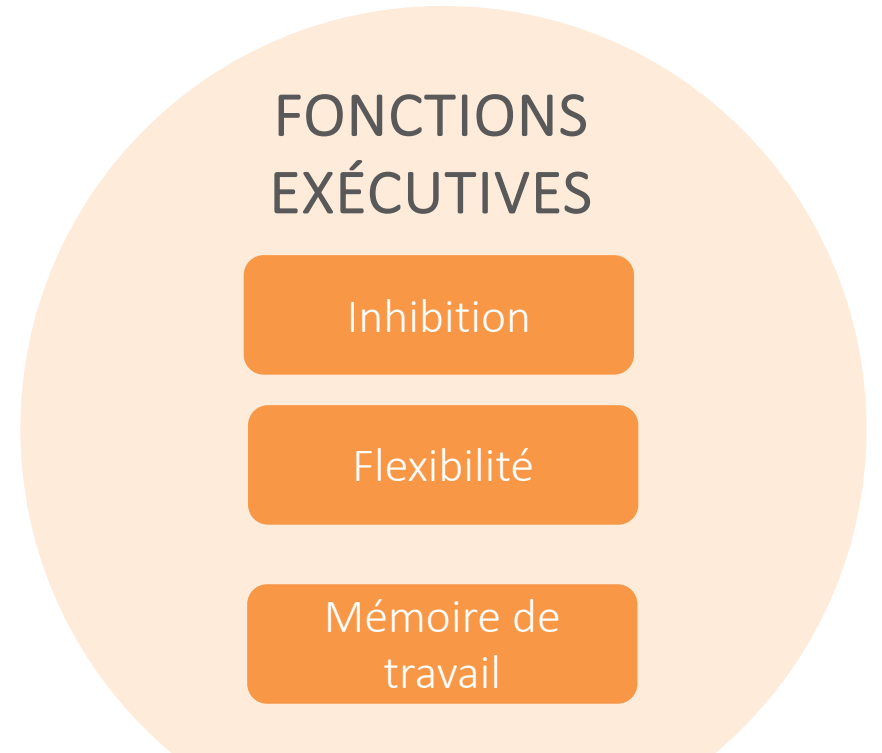 FONCTIONS
EXÉCUTIVES
Inhibition
Flexibilité
Mémoire de
travail